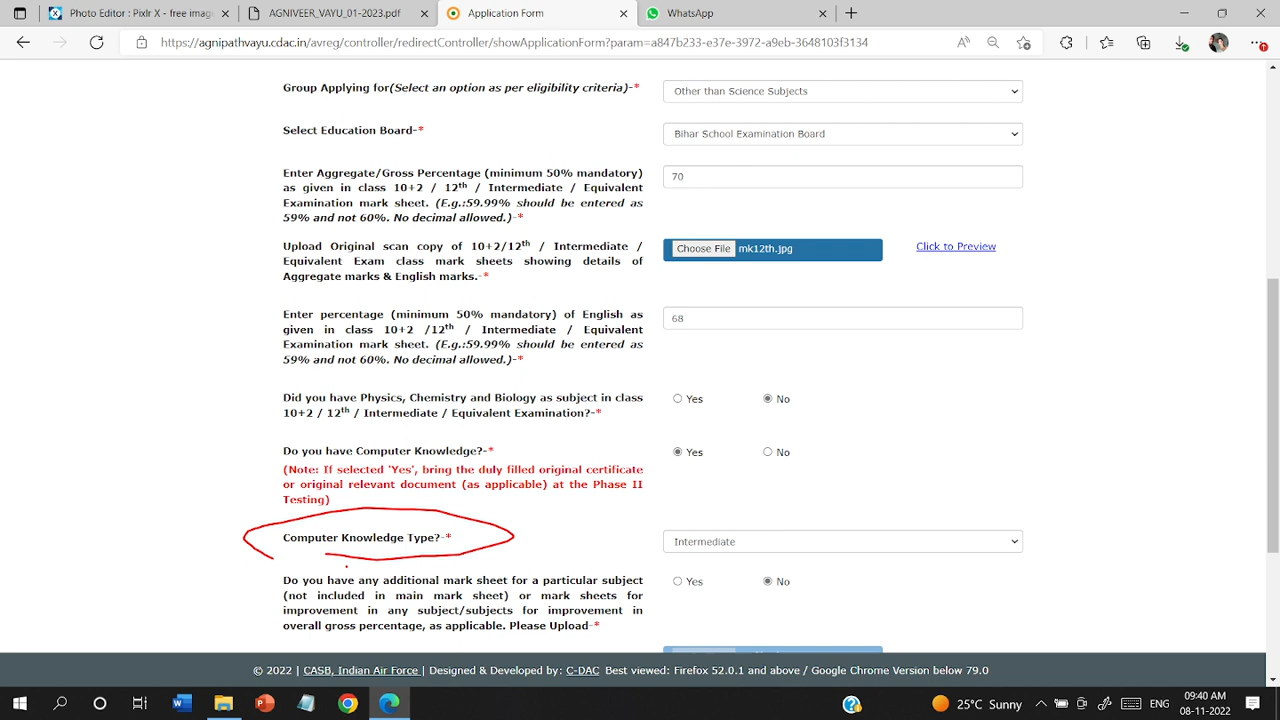 Photo Editor : Pixlr X - free imag
AGNIVEER_VAYU_01-2023.pdf
Application Form
WhatsApp
https://agnipathvayu.cdac.in/avreg/controller/redirectController/showApplicationForm?param=a847b233-e37e-3972-a9eb-3648103f3134
Group Applying for(Select an option as per eligibility criteria)-*
Other than Science Subjects
Select Education Board-*
Bihar School Examination Board
Enter Aggregate/Gross Percentage (minimum 50% mandatory)
as given in class 10+2 / 12th / Intermediate / Equivalent
Examination mark sheet. (E.g.:59.99% should be entered as
59% and not 60%. No decimal allowed.)-*
70
Upload Original scan copy of 10+2/12th / Intermediate /
Equivalent Exam class mark sheets showing details of
Aggregate marks & English marks.-*
Choose File mk12th.jpg
Click to Preview
Enter percentage (minimum 50% mandatory) of English as
given in class 10+2 /12th / Intermediate / Equivalent
Examination mark sheet. (E.g.:59.99% should be entered as
59% and not 60%. No decimal allowed.)-*
68
Did you have Physics, Chemistry and Biology as subject in class
10+2 / 12th / Intermediate / Equivalent Examination?-*
Yes No
Do you have Computer Knowledge?-*
Yes No
(Note: If selected 'Yes', bring the duly filled original certificate
or original relevant document (as applicable) at the Phase II
Testing)
Computer Knowledge Type?-*
Intermediate
Do you have any additional mark sheet for a particular subject
(not included in main mark sheet) or mark sheets for
improvement in any subject/subjects for improvement in
overall gross percentage, as applicable. Please Upload-*
Yes No
© 2022 | CASB, Indian Air Force | Designed & Developed by: C-DAC Best viewed: Firefox 52.0.1 and above / Google Chrome Version below 79.0
25°C Sunny
ENG
09:40 AM
08-11-2022